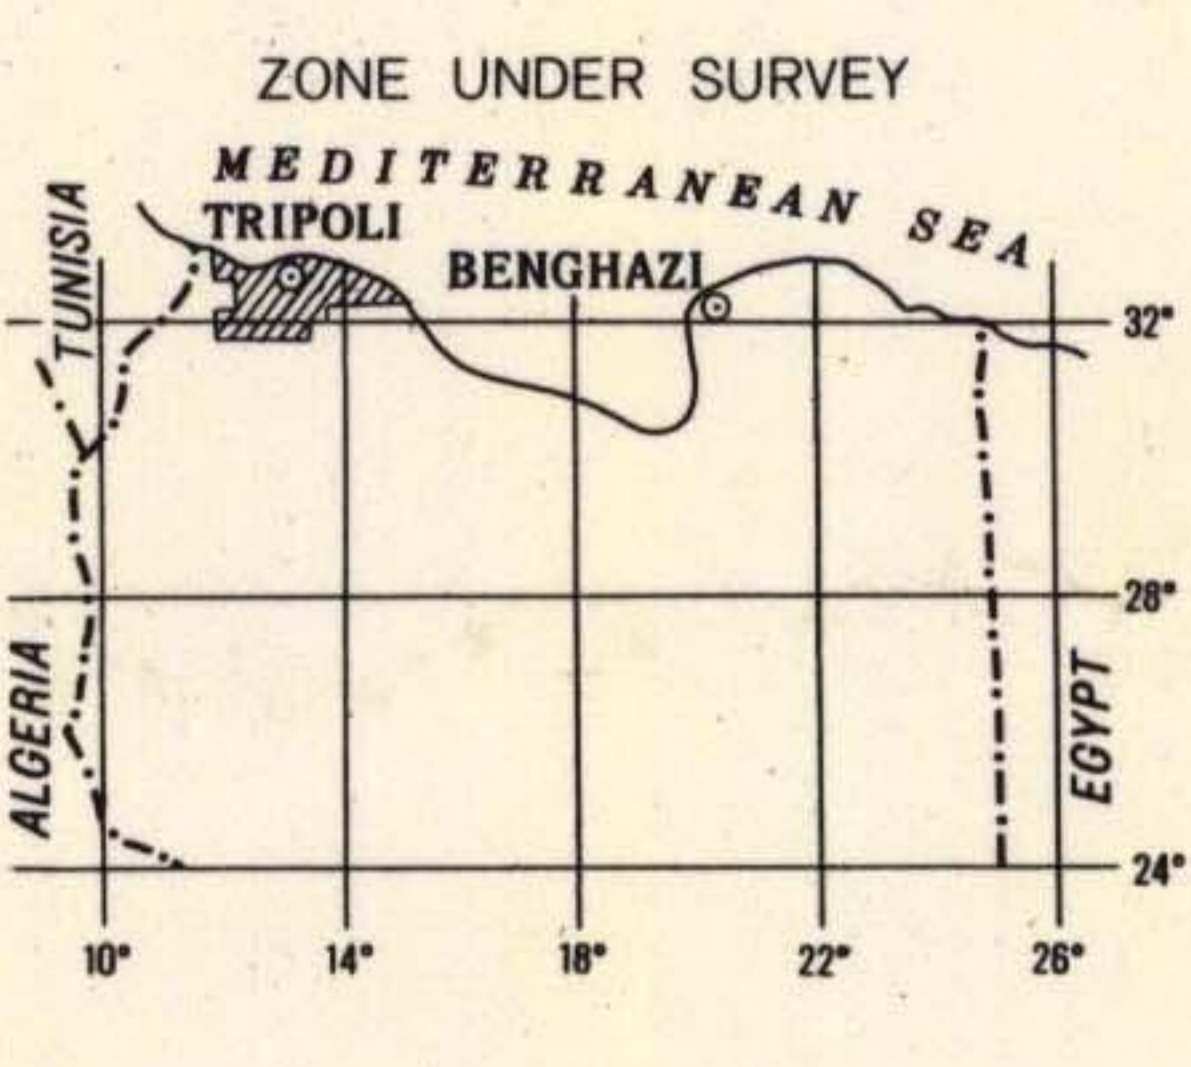 ZONE UNDER SURVEY
MEDITERRANEAN SEA
TUNISIA
TRIPOLI
BENGHAZI
32°
28°
ALGERIA
EGYPT
24°
10° 14° 18° 22° 26°